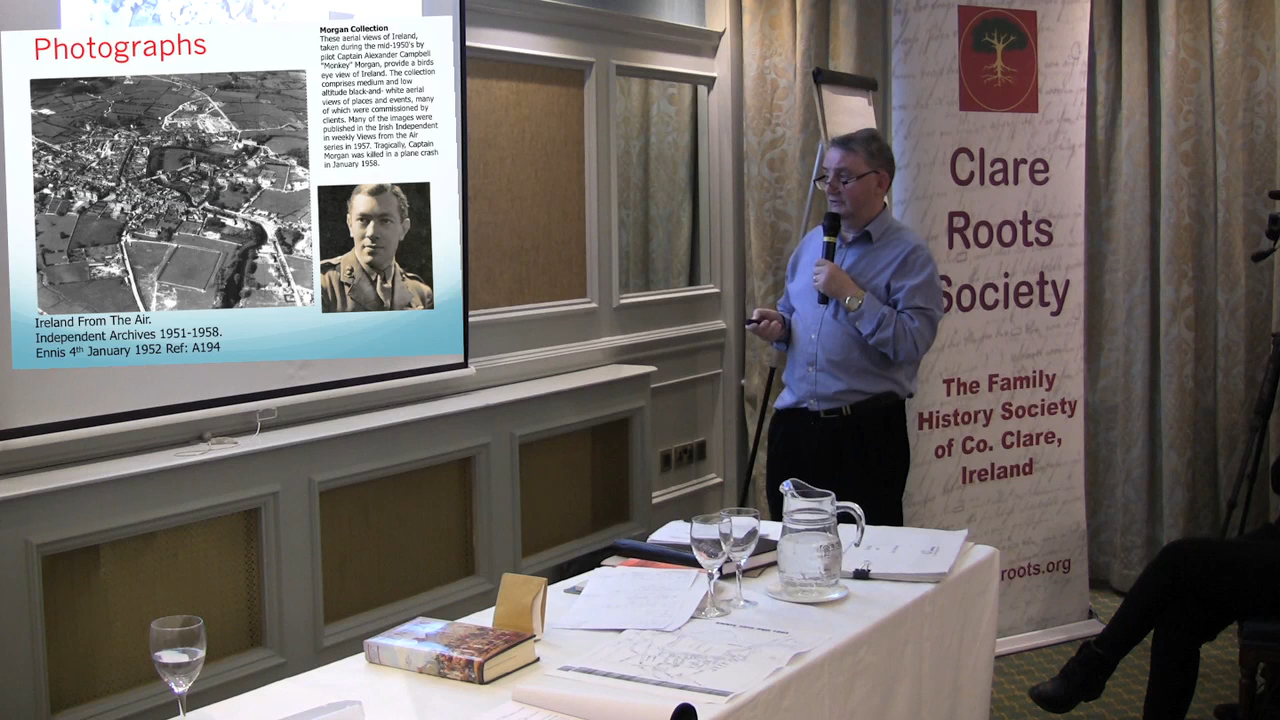 Photographs
Morgan Collection
These aerial views of Ireland,
taken during the mid-1950's by
pilot Captain Alexander Campbell
"Monkey" Morgan, provide a birds
eye view of Ireland. The collection
comprises medium and low
altitude black-and- white aerial
views of places and events, many
of which were commissioned by
clients. Many of the images were
published in the Irish Independent
in weekly Views from the Air
series in 1957. Tragically, Captain
Morgan was killed in a plane crash
in January 1958.
Ireland From The Air.
Independent Archives 1951-1958.
Ennis 4th January 1952 Ref: A194
Clare
Roots
Society
The Family
History Society
of Co. Clare,
Ireland
roots.org